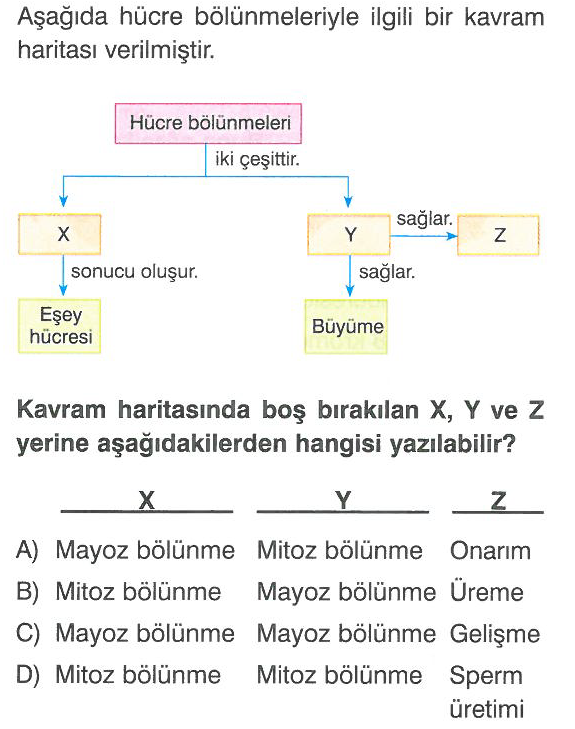 Aşağıda hücre bölünmeleriyle ilgili bir kavram
haritası verilmiştir.
Hücre bölünmeleri
iki çeşittir.
X
Y
sağlar.
Z
sonucu oluşur.
sağlar.
Eşey
hücresi
Büyüme
Kavram haritasında boş bırakılan X, Y ve Z
yerine aşağıdakilerden hangisi yazılabilir?
X Y Z
A) Mayoz bölünme Mitoz bölünme Onarım
B) Mitoz bölünme Mayoz bölünme Üreme
C) Mayoz bölünme Mayoz bölünme Gelişme
D) Mitoz bölünme Mitoz bölünme Sperm
üretimi